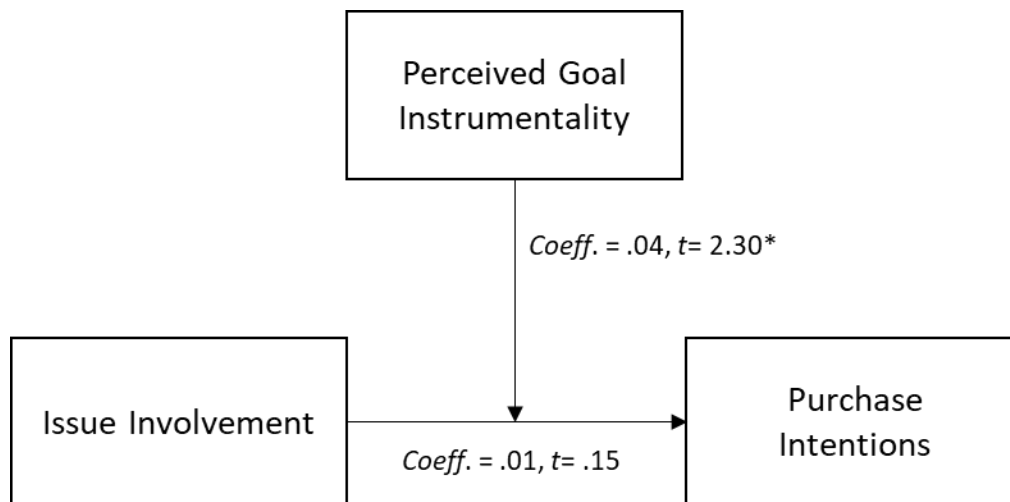 Perceived Goal
Instrumentality
Coeff. = .04, t= 2.30*
Issue Involvement
Coeff. = .01, t= .15
Purchase
Intentions